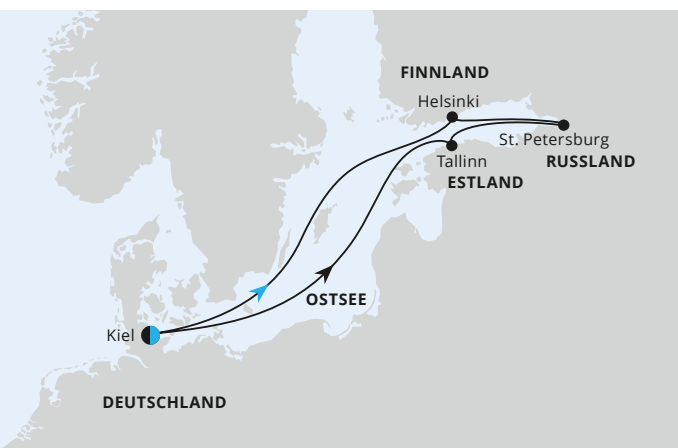 FINNLAND
Helsinki
St. Petersburg
RUSSLAND
Tallinn
ESTLAND
OSTSEE
Kiel
DEUTSCHLAND